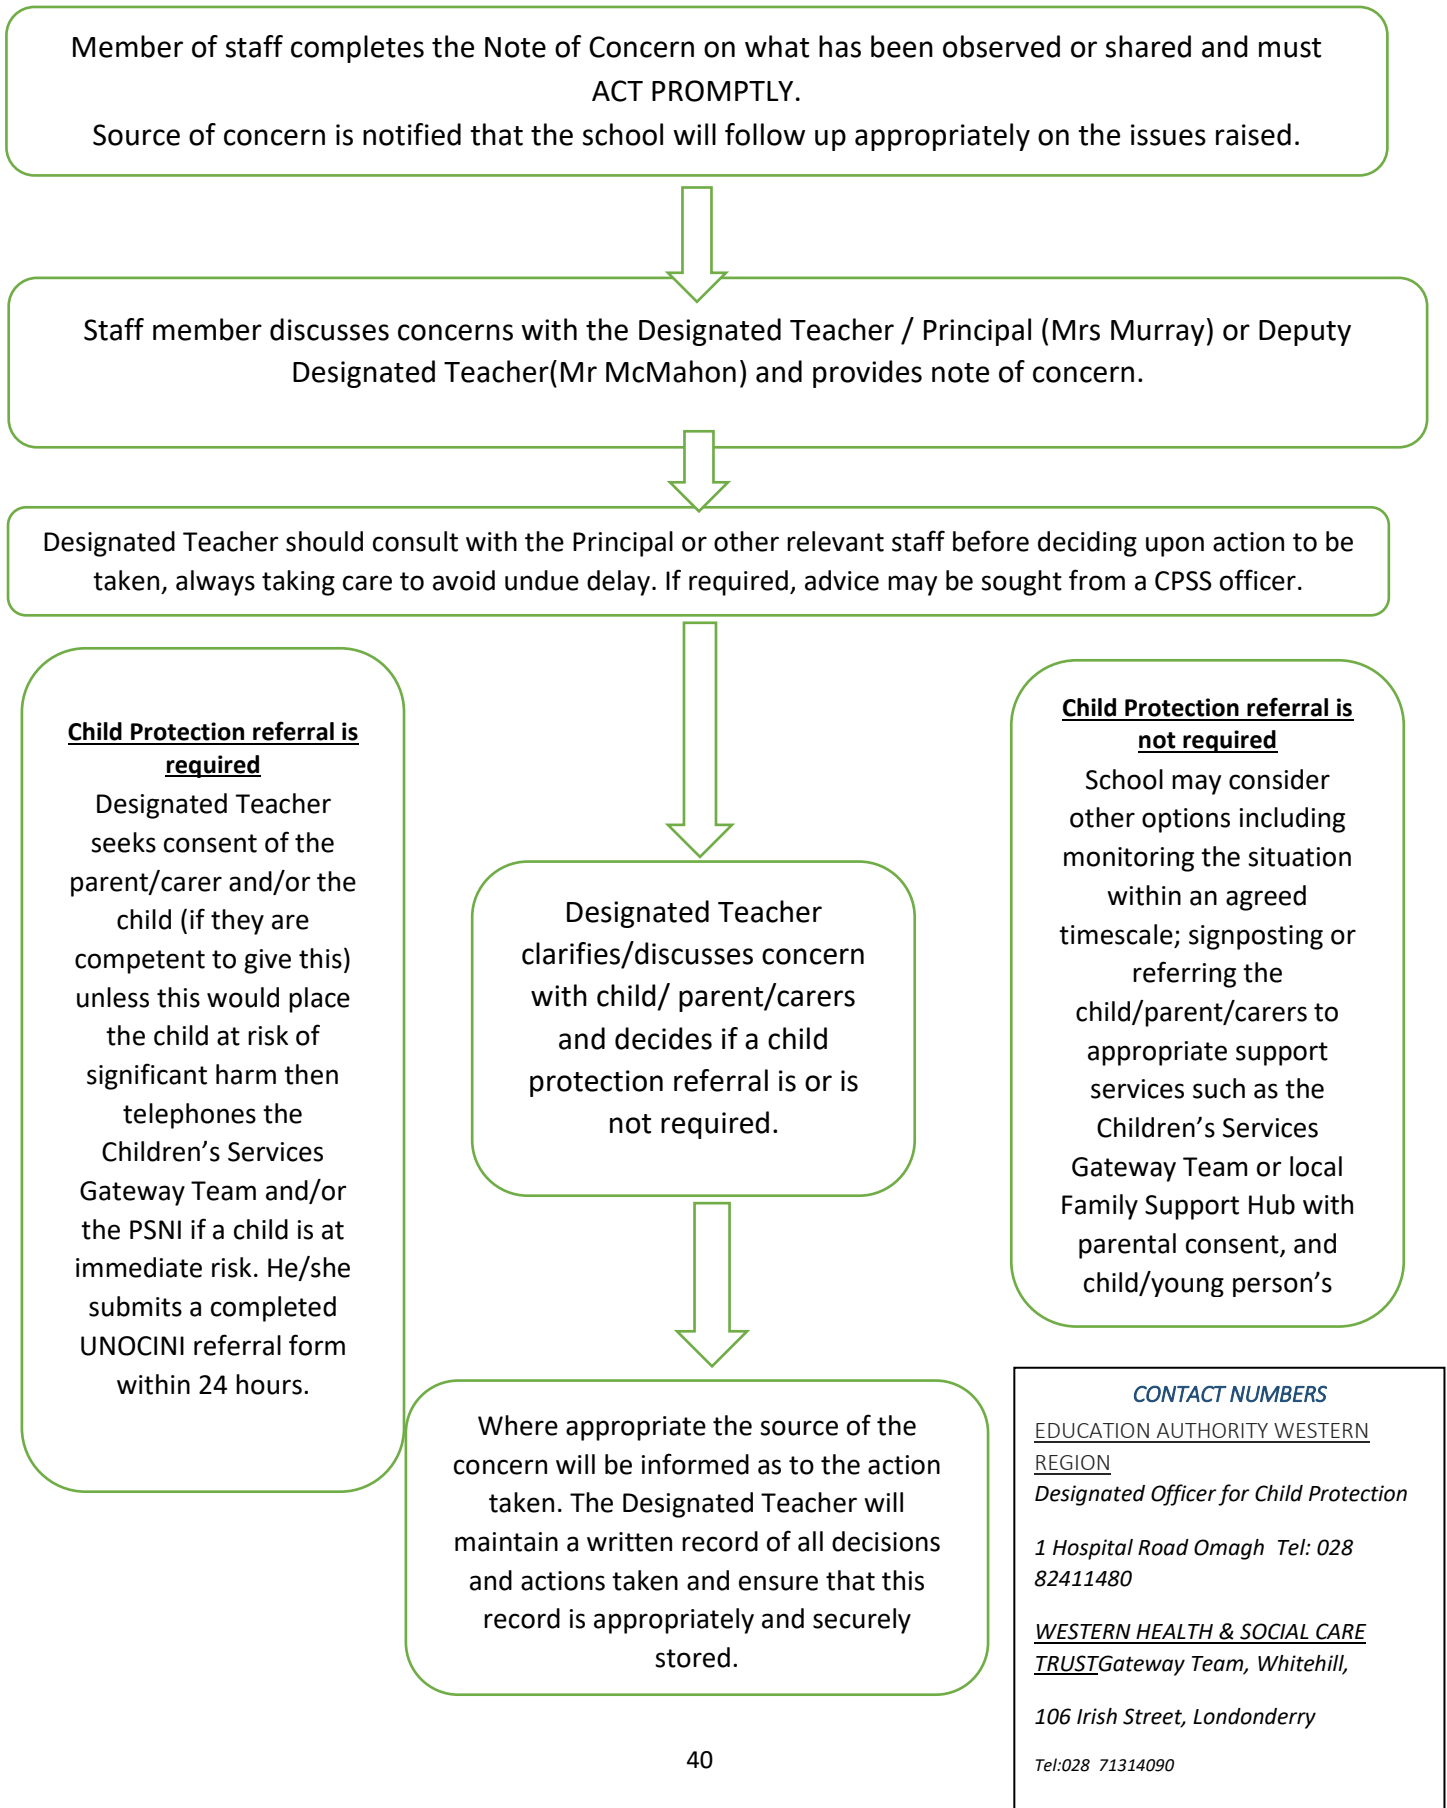 Member of staff completes the Note of Concern on what has been observed or shared and must
ACT PROMPTLY.
Source of concern is notified that the school will follow up appropriately on the issues raised.
Staff member discusses concerns with the Designated Teacher / Principal (Mrs Murray) or Deputy
Designated Teacher(Mr McMahon) and provides note of concern.
Designated Teacher should consult with the Principal or other relevant staff before deciding upon action to be
taken, always taking care to avoid undue delay. If required, advice may be sought from a CPSS officer.
Child Protection referral is
required
Designated Teacher
seeks consent of the
parent/carer and/or the
child (if they are
competent to give this)
unless this would place
the child at risk of
significant harm then
telephones the
Children’s Services
Gateway Team and/or
the PSNI if a child is at
immediate risk. He/she
submits a completed
UNOCINI referral form
within 24 hours.
Designated Teacher
clarifies/discusses concern
with child/ parent/carers
and decides if a child
protection referral is or is
not required.
Child Protection referral is
not required
School may consider
other options including
monitoring the situation
within an agreed
timescale; signposting or
referring the
child/parent/carers to
appropriate support
services such as the
Children’s Services
Gateway Team or local
Family Support Hub with
parental consent, and
child/young person’s
Where appropriate the source of the
concern will be informed as to the action
taken. The Designated Teacher will
maintain a written record of all decisions
and actions taken and ensure that this
record is appropriately and securely
stored.
CONTACT NUMBERS
EDUCATION AUTHORITY WESTERN
REGION
Designated Officer for Child Protection
1 Hospital Road Omagh  Tel: 028
82411480
WESTERN HEALTH & SOCIAL CARE
TRUSTGateway Team, Whitehill,
106 Irish Street, Londonderry
Tel:028  71314090
40